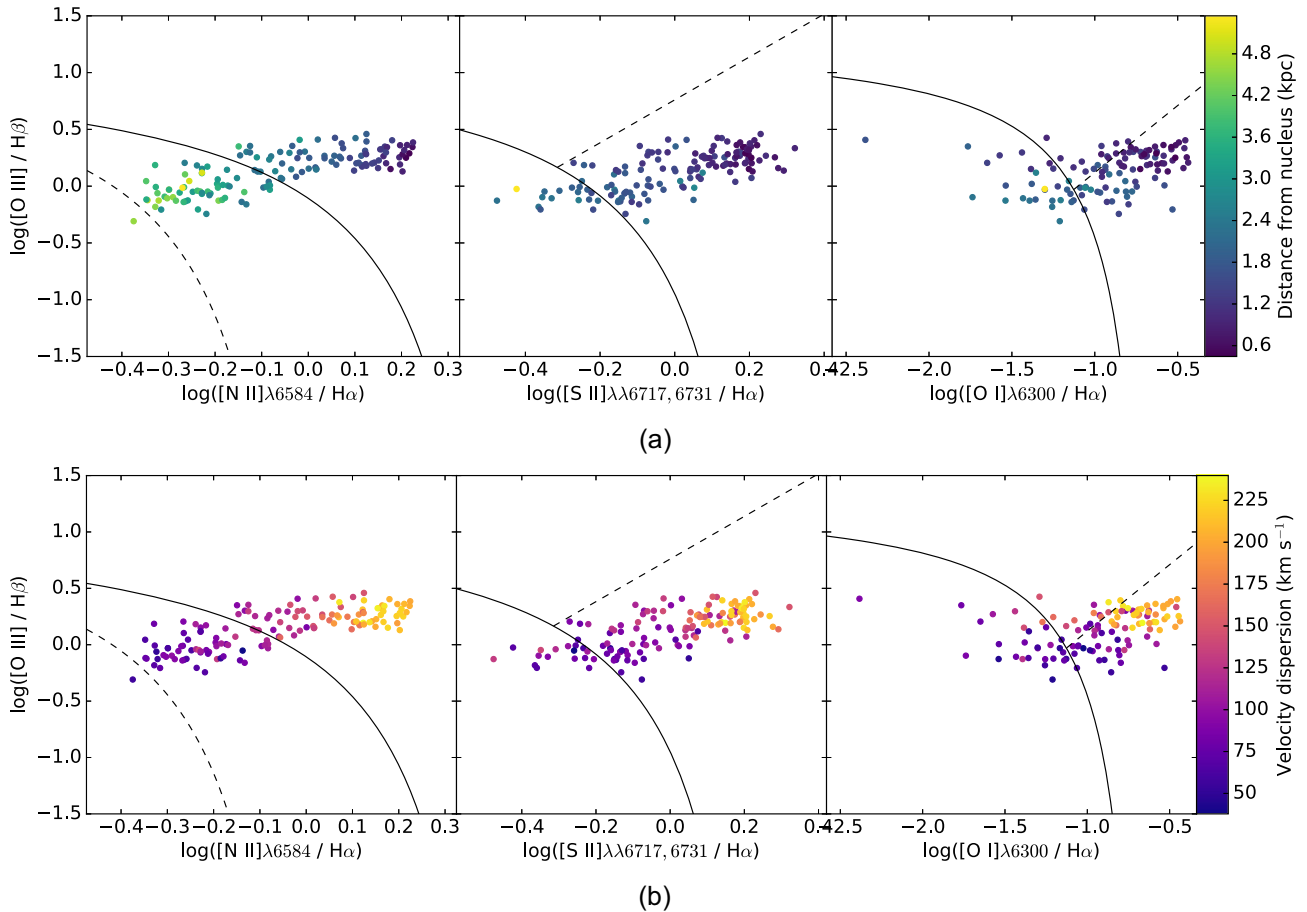 1.5
1.0
0.5
0.0
−0.5
−1.0
−1.5
log([O III] / Hβ)
−0.4 −0.3 −0.2 −0.1 0.0 0.1 0.2 0.3
log([N II]λ6584 / Hα)
−0.4 −0.2 0.0 0.2 0.4
log([S II]λλ6717, 6731 / Hα)
−2.5 −2.0 −1.5 −1.0 −0.5
log([O I]λ6300 / Hα)
4.8
4.2
3.6
3.0
2.4
1.8
1.2
0.6
Distance from nucleus (kpc)
(a)
1.5
1.0
0.5
0.0
−0.5
−1.0
−1.5
log([O III] / Hβ)
−0.4 −0.3 −0.2 −0.1 0.0 0.1 0.2 0.3
log([N II]λ6584 / Hα)
−0.4 −0.2 0.0 0.2 0.4
log([S II]λλ6717, 6731 / Hα)
−2.5 −2.0 −1.5 −1.0 −0.5
log([O I]λ6300 / Hα)
225
200
175
150
125
100
75
50
Velocity dispersion (km s⁻¹)
(b)